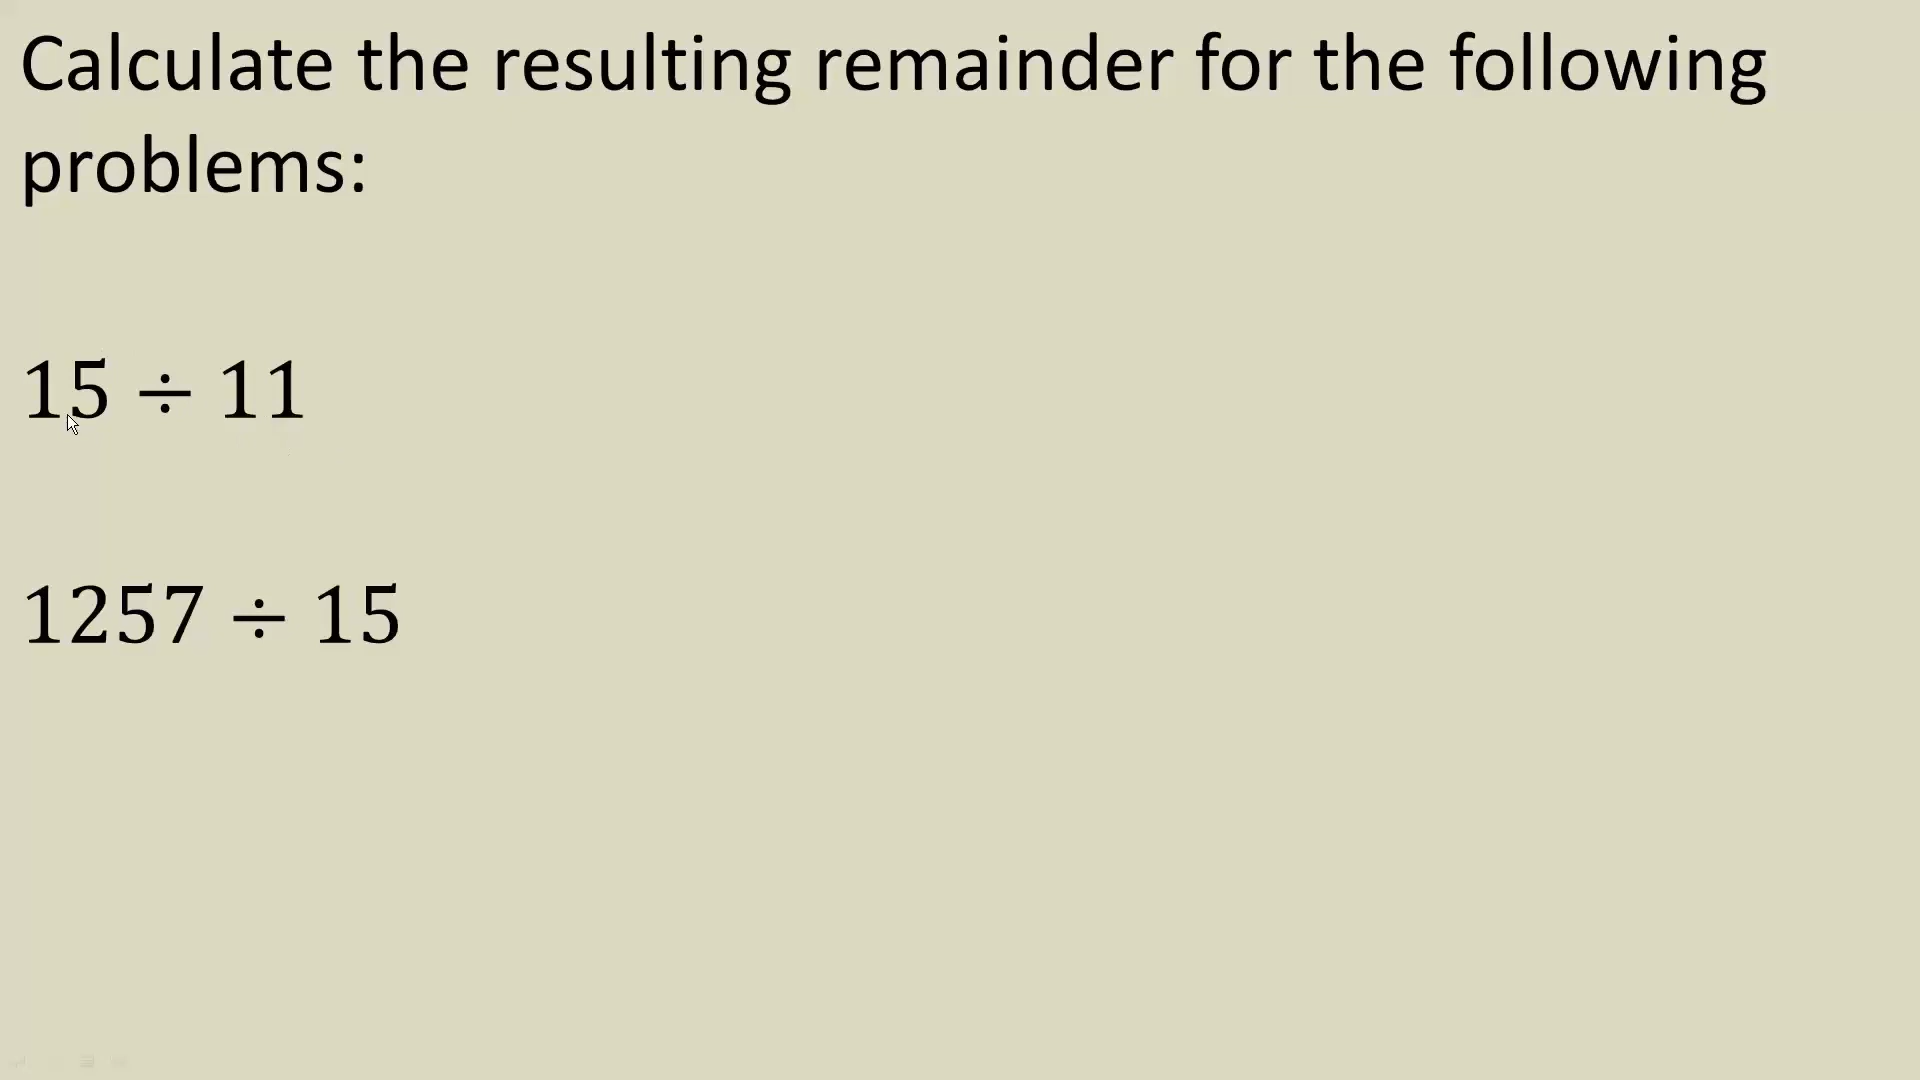 Calculate the resulting remainder for the following
problems:
15 ÷ 11
1257 ÷ 15